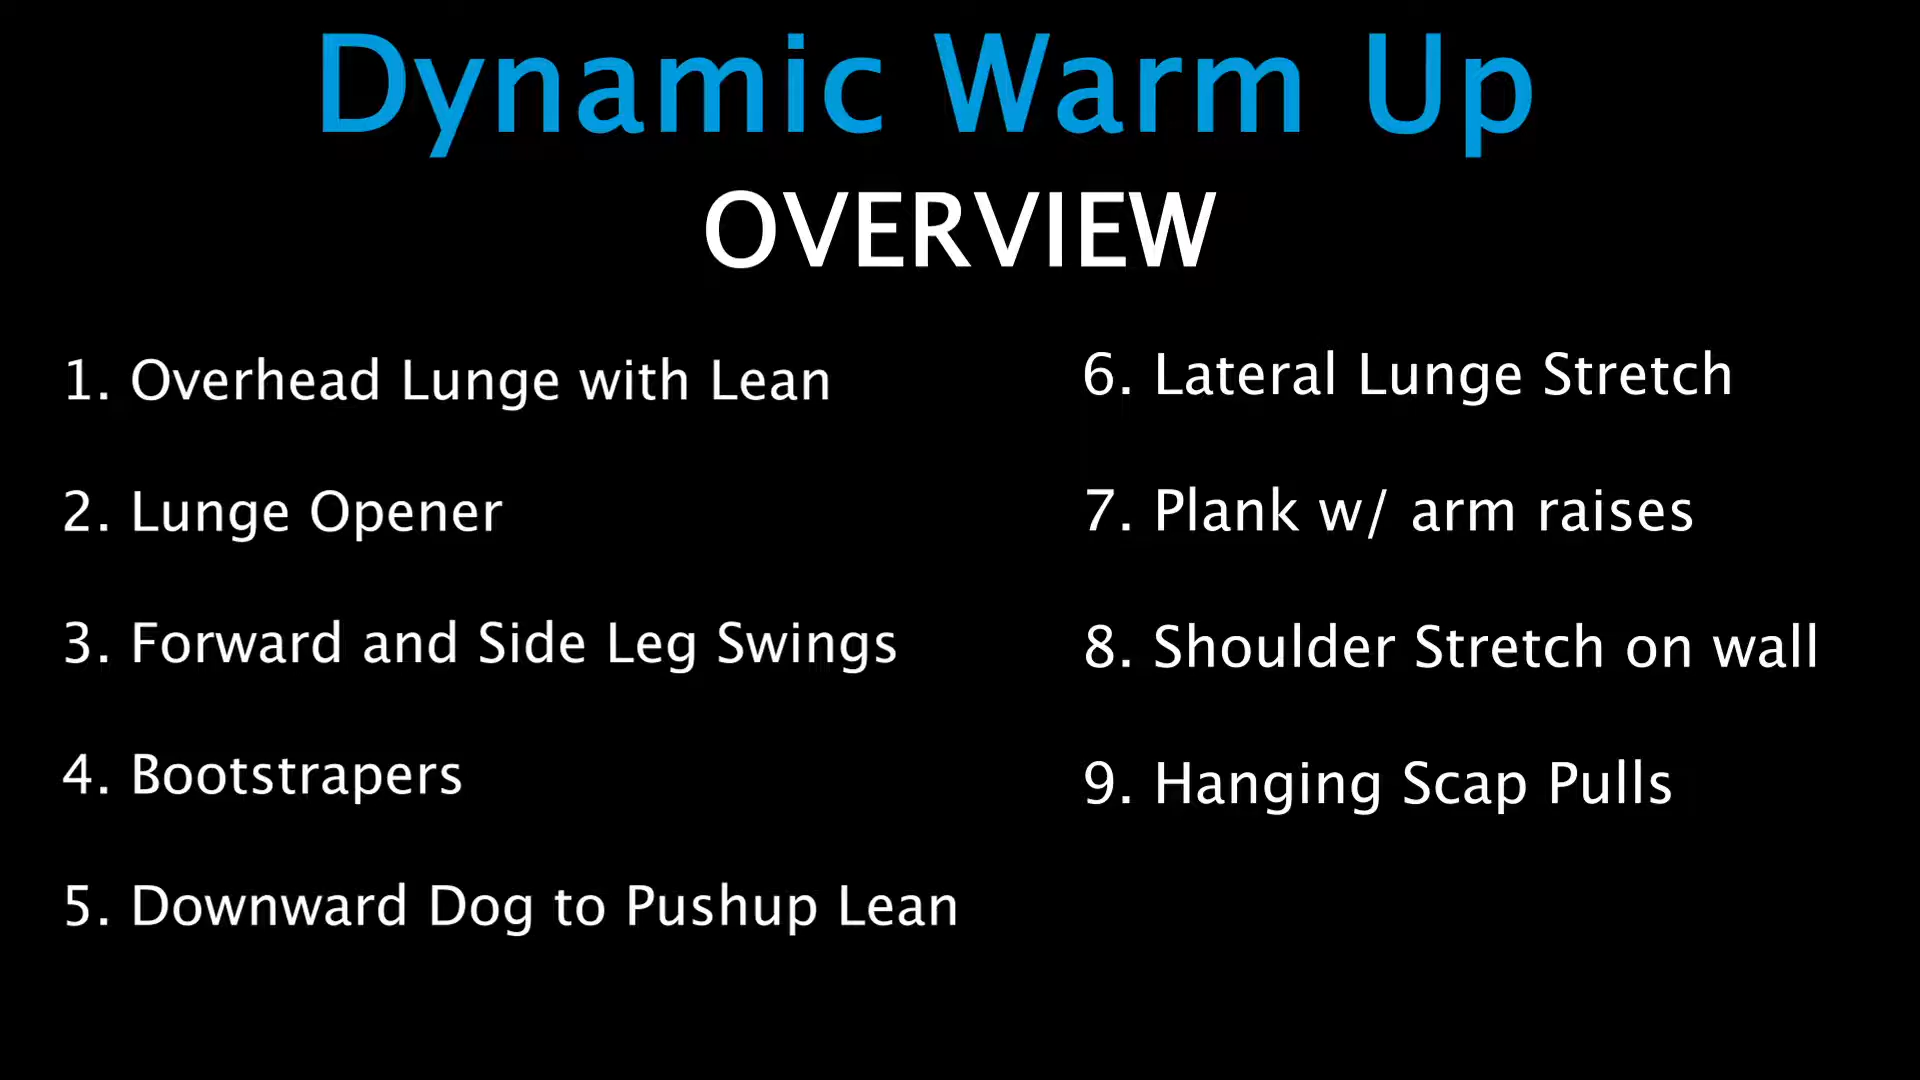 Dynamic Warm Up
OVERVIEW
1. Overhead Lunge with Lean
2. Lunge Opener
3. Forward and Side Leg Swings
4. Bootstrapers
5. Downward Dog to Pushup Lean
6. Lateral Lunge Stretch
7. Plank w/ arm raises
8. Shoulder Stretch on wall
9. Hanging Scap Pulls